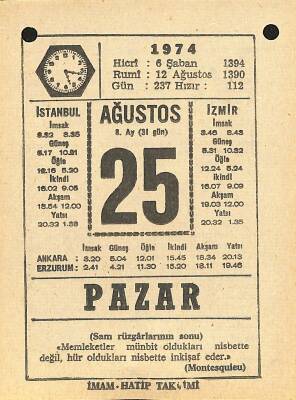 1974
Hicrî : 6 Şaban 1394
Rumî : 12 Ağustos 1390
Gün : 237 Hızır : 112
İSTANBUL
İmsak
8.32 8.35
Güneş
5.17 10.31
Öğle
12.16 5.20
İkindi
16.02 9.05
Akşam
18.54 12.00
Yatsı
20.32 1.38
AĞUSTOS
8. Ay (31 gün)
25
İZMİR
İmsak
3.46 8.43
Güneş
5.31 10.32
Öğle
12.24 5.24
İkindi
16.07 9.09
Akşam
19.03 12.00
Yatsı
20.32 1.35
İmsak Güneş Öğle İkindi Akşam Yatsı
ANKARA : 3.20 5.04 12.01 15.45 18.34 20.13
ERZURUM : 2.41 4.21 11.30 15.20 18.11 19.46
PAZAR
(Sam rüzgârlarının sonu)
«Memleketler münbit oldukları nisbette
değil, hür oldukları nisbette inkişaf eder.»
(Montesquieu)
İMAM - HATİP TAKVİMİ